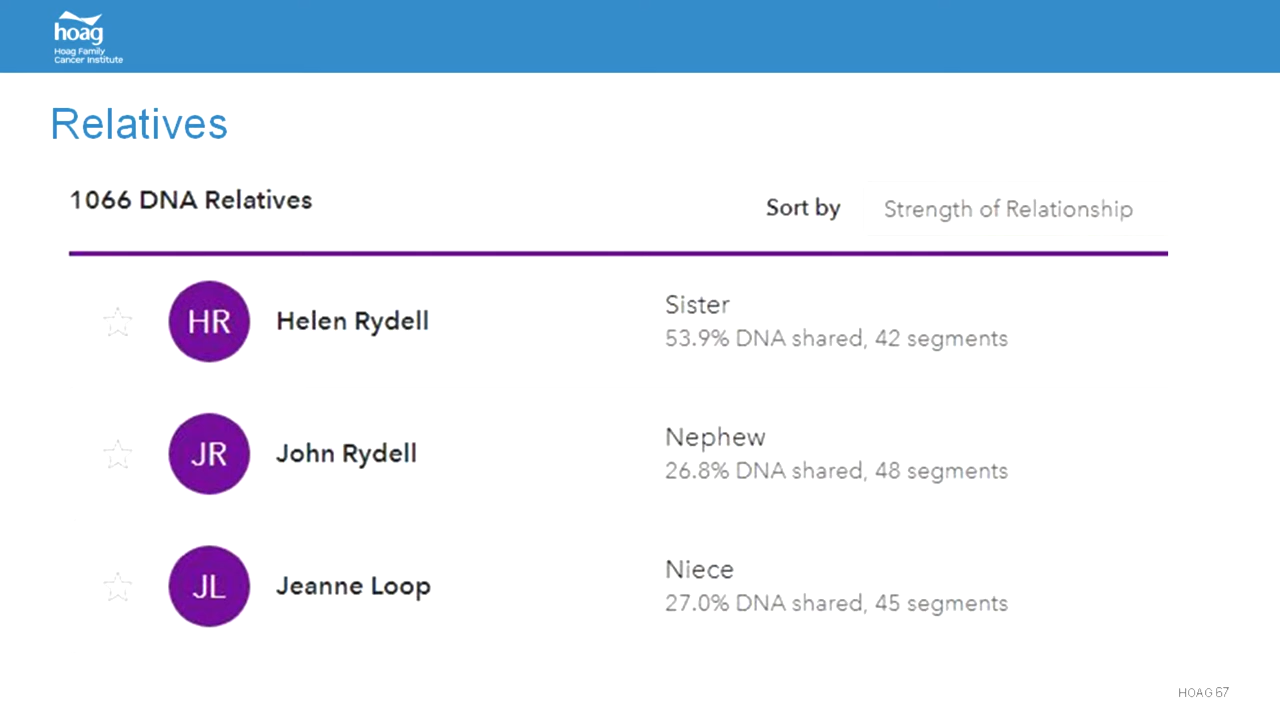 hoag
Hoag Family
Cancer Institute
Relatives
1066 DNA Relatives
Sort by Strength of Relationship
HR Helen Rydell
Sister
53.9% DNA shared, 42 segments
JR John Rydell
Nephew
26.8% DNA shared, 48 segments
JL Jeanne Loop
Niece
27.0% DNA shared, 45 segments
HOAG 67